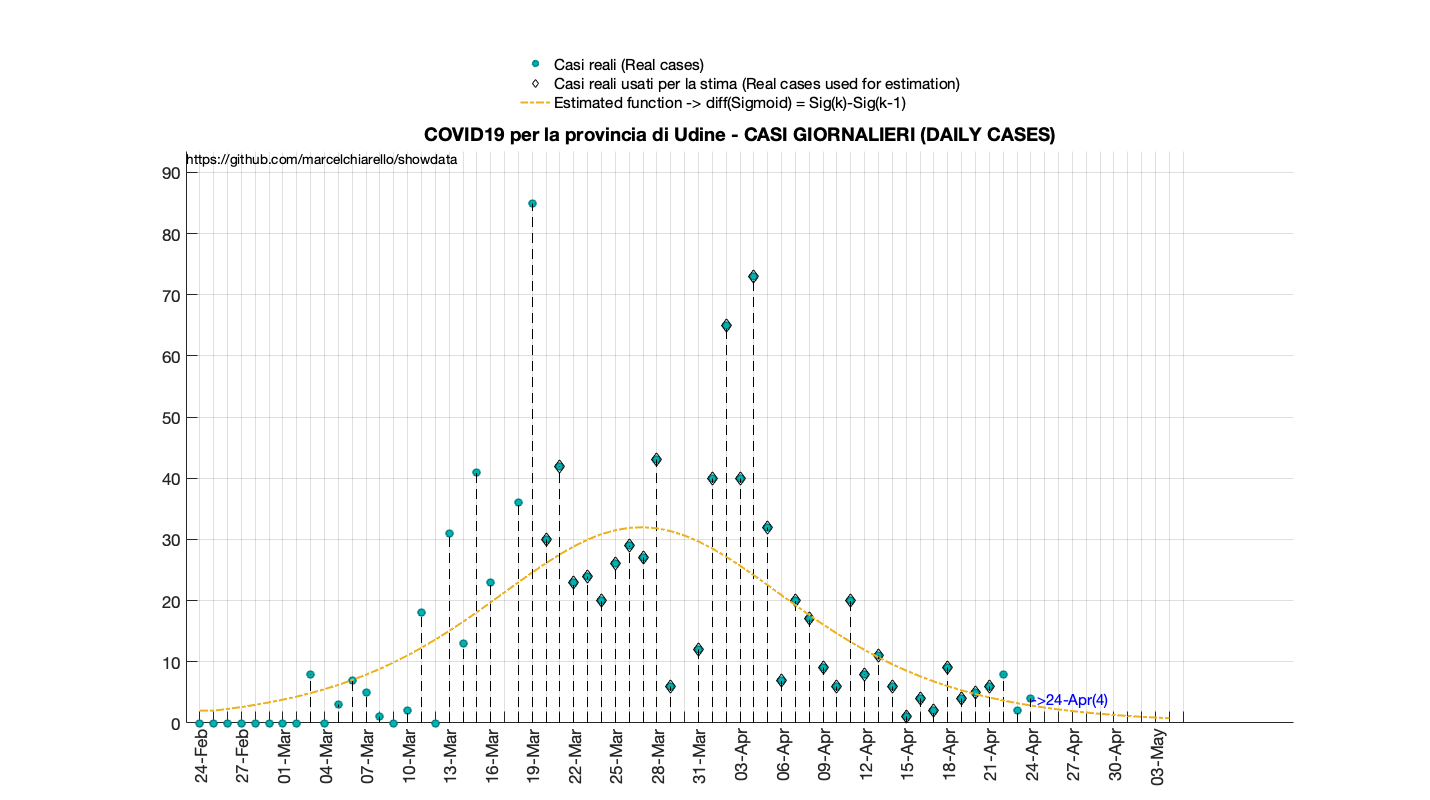 Casi reali (Real cases)
Casi reali usati per la stima (Real cases used for estimation)
Estimated function -> diff(Sigmoid) = Sig(k)-Sig(k-1)
COVID19 per la provincia di Udine - CASI GIORNALIERI (DAILY CASES)
https://github.com/marcelchiarello/showdata
90
80
70
60
50
40
30
20
10
0
->24-Apr(4)
24-Feb
27-Feb
01-Mar
04-Mar
07-Mar
10-Mar
13-Mar
16-Mar
19-Mar
22-Mar
25-Mar
28-Mar
31-Mar
03-Apr
06-Apr
09-Apr
12-Apr
15-Apr
18-Apr
21-Apr
24-Apr
27-Apr
30-Apr
03-May